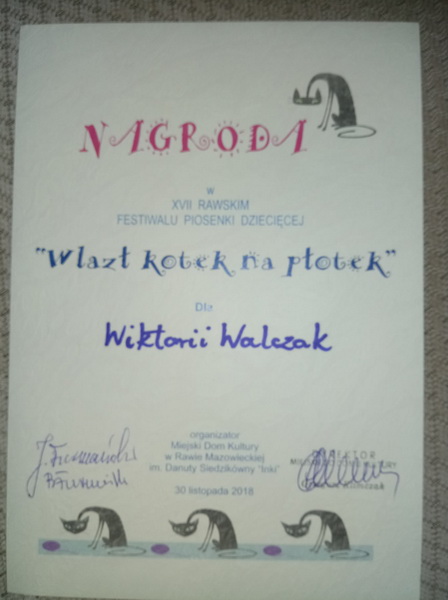 NAGRODA
w
XVII RAWSKIM
FESTIWALU PIOSENKI DZIECIĘCEJ
"Wlazł kotek na płotek"
Dla
Wiktorii Walczak
organizator
Miejski Dom Kultury
w Rawie Mazowieckiej
im. Danuty Siedzikówny "Inki"
30 listopada 2018
DYREKTOR